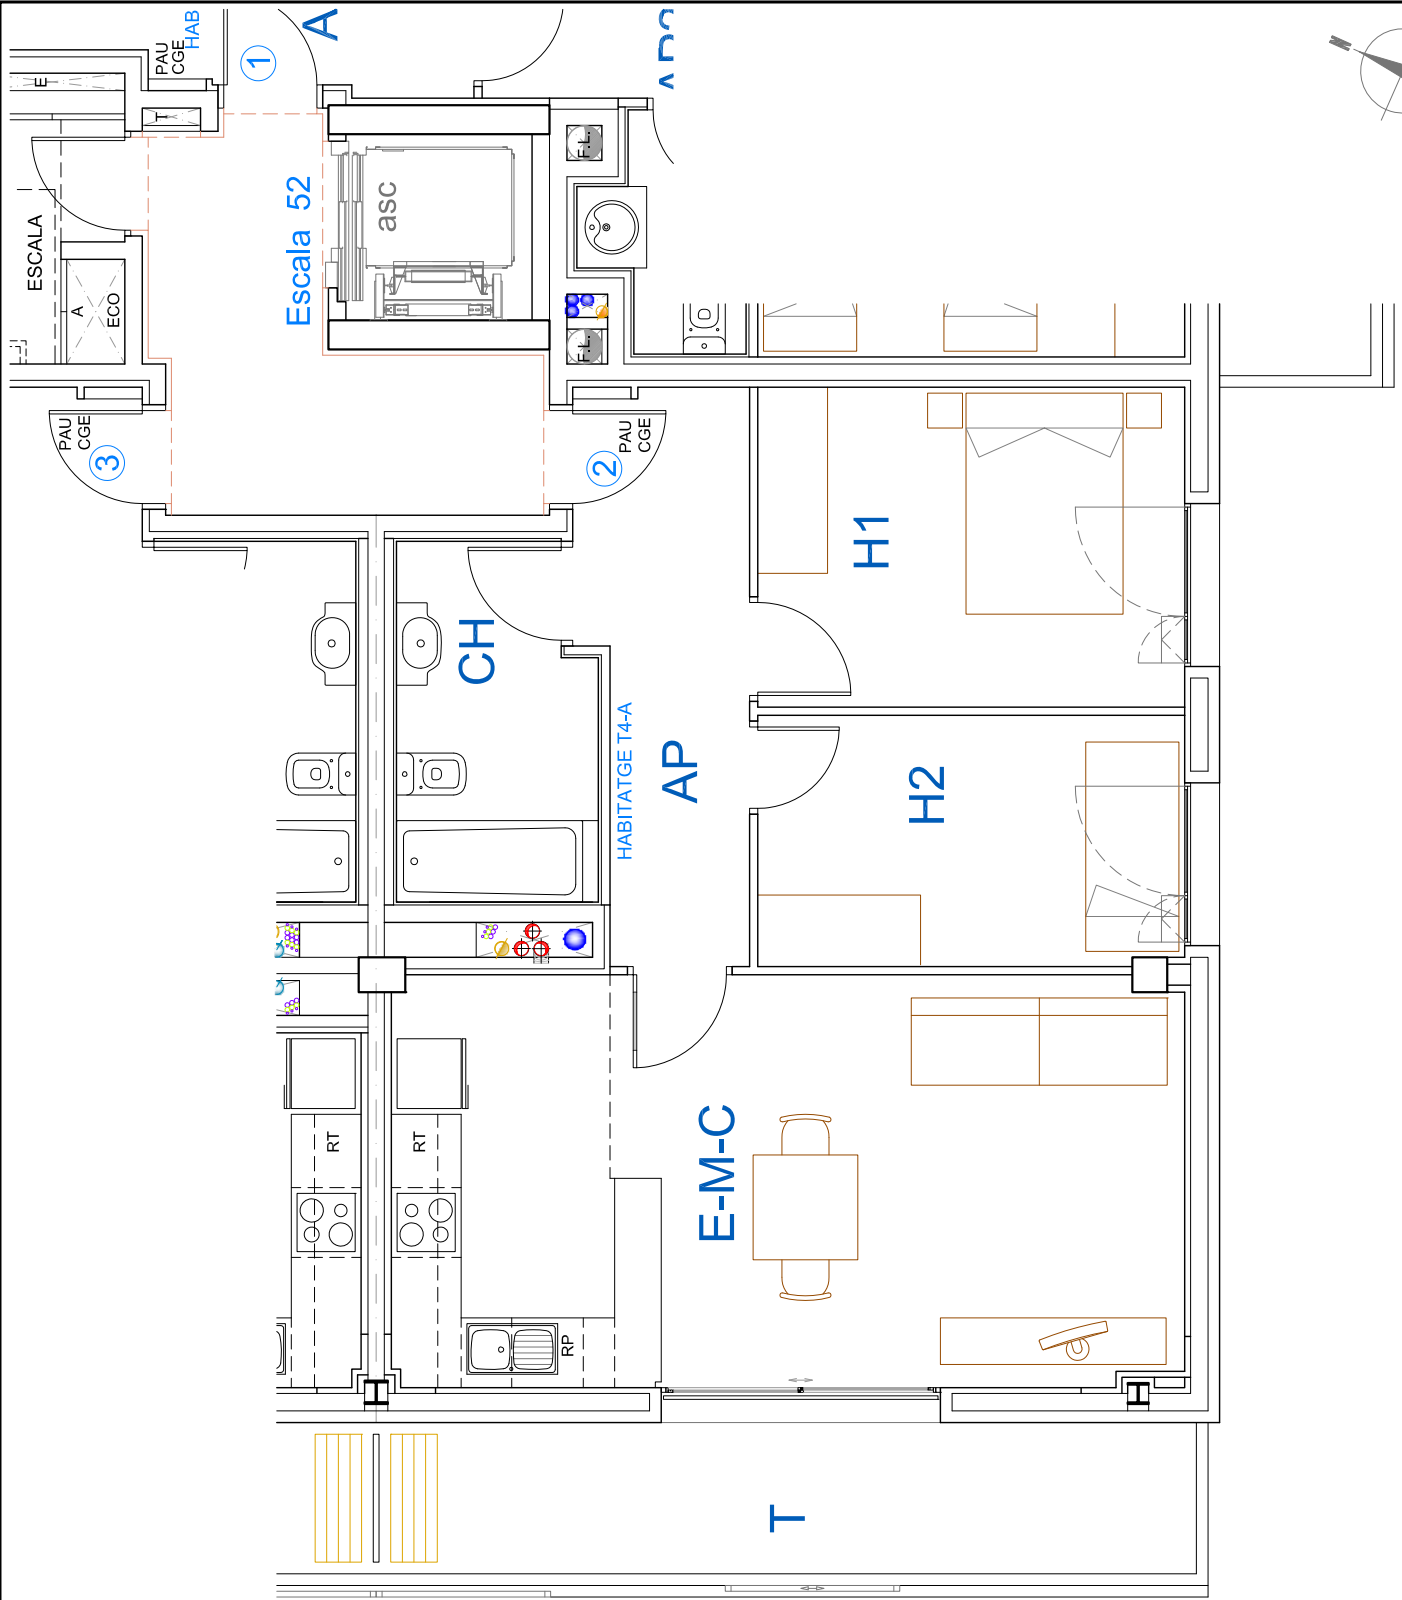 HAB
PAU
CGE
1
A
N
E
T
F.L.
asc
Escala 52
ESCALA
A
ECO
F.L.
PAU
CGE
3
2
PAU
CGE
H1
CH
HABITATGE T4-A
AP
H2
RT
RT
E-M-C
RP
T